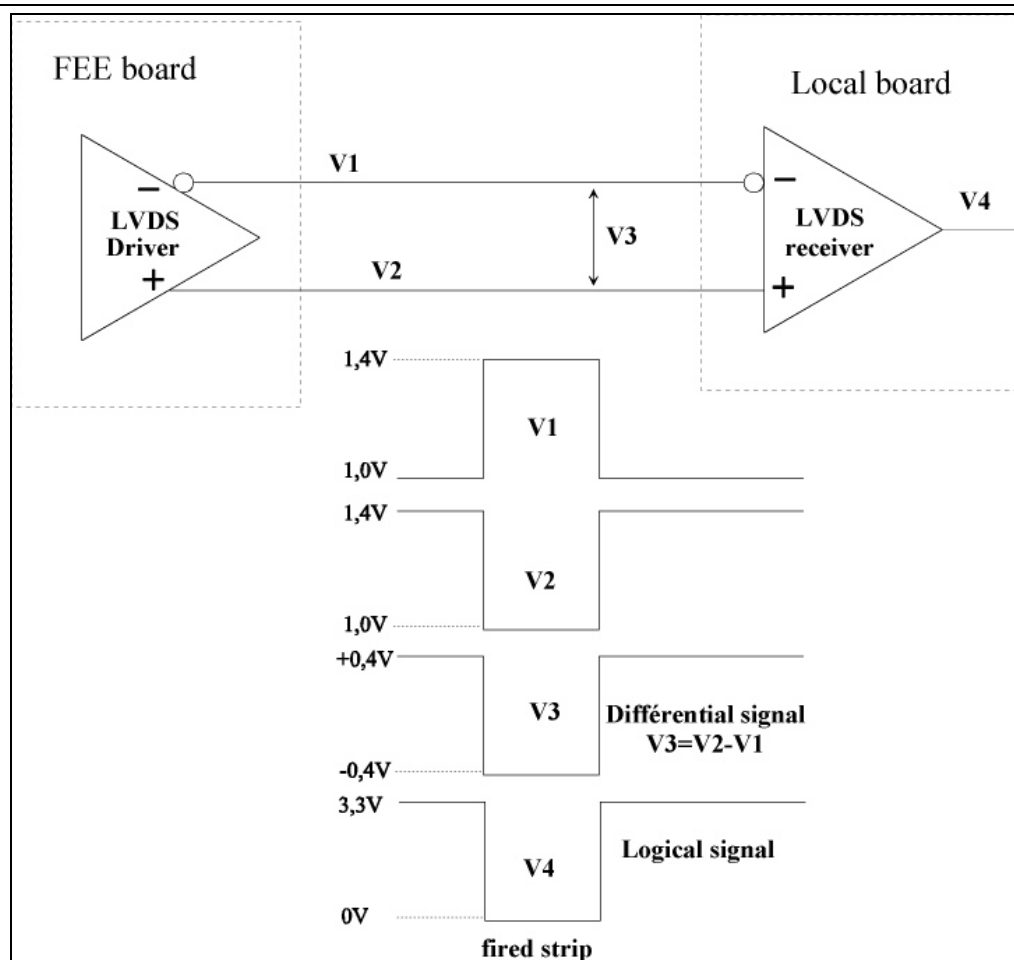 FEE board
Local board
V1
V4
−
LVDS
Driver
+
V3
−
LVDS
receiver
+
V2
1,4V
V1
1,0V
1,4V
V2
1,0V
+0,4V
V3
Différential signal
V3=V2-V1
-0,4V
3,3V
V4
Logical signal
0V
fired strip